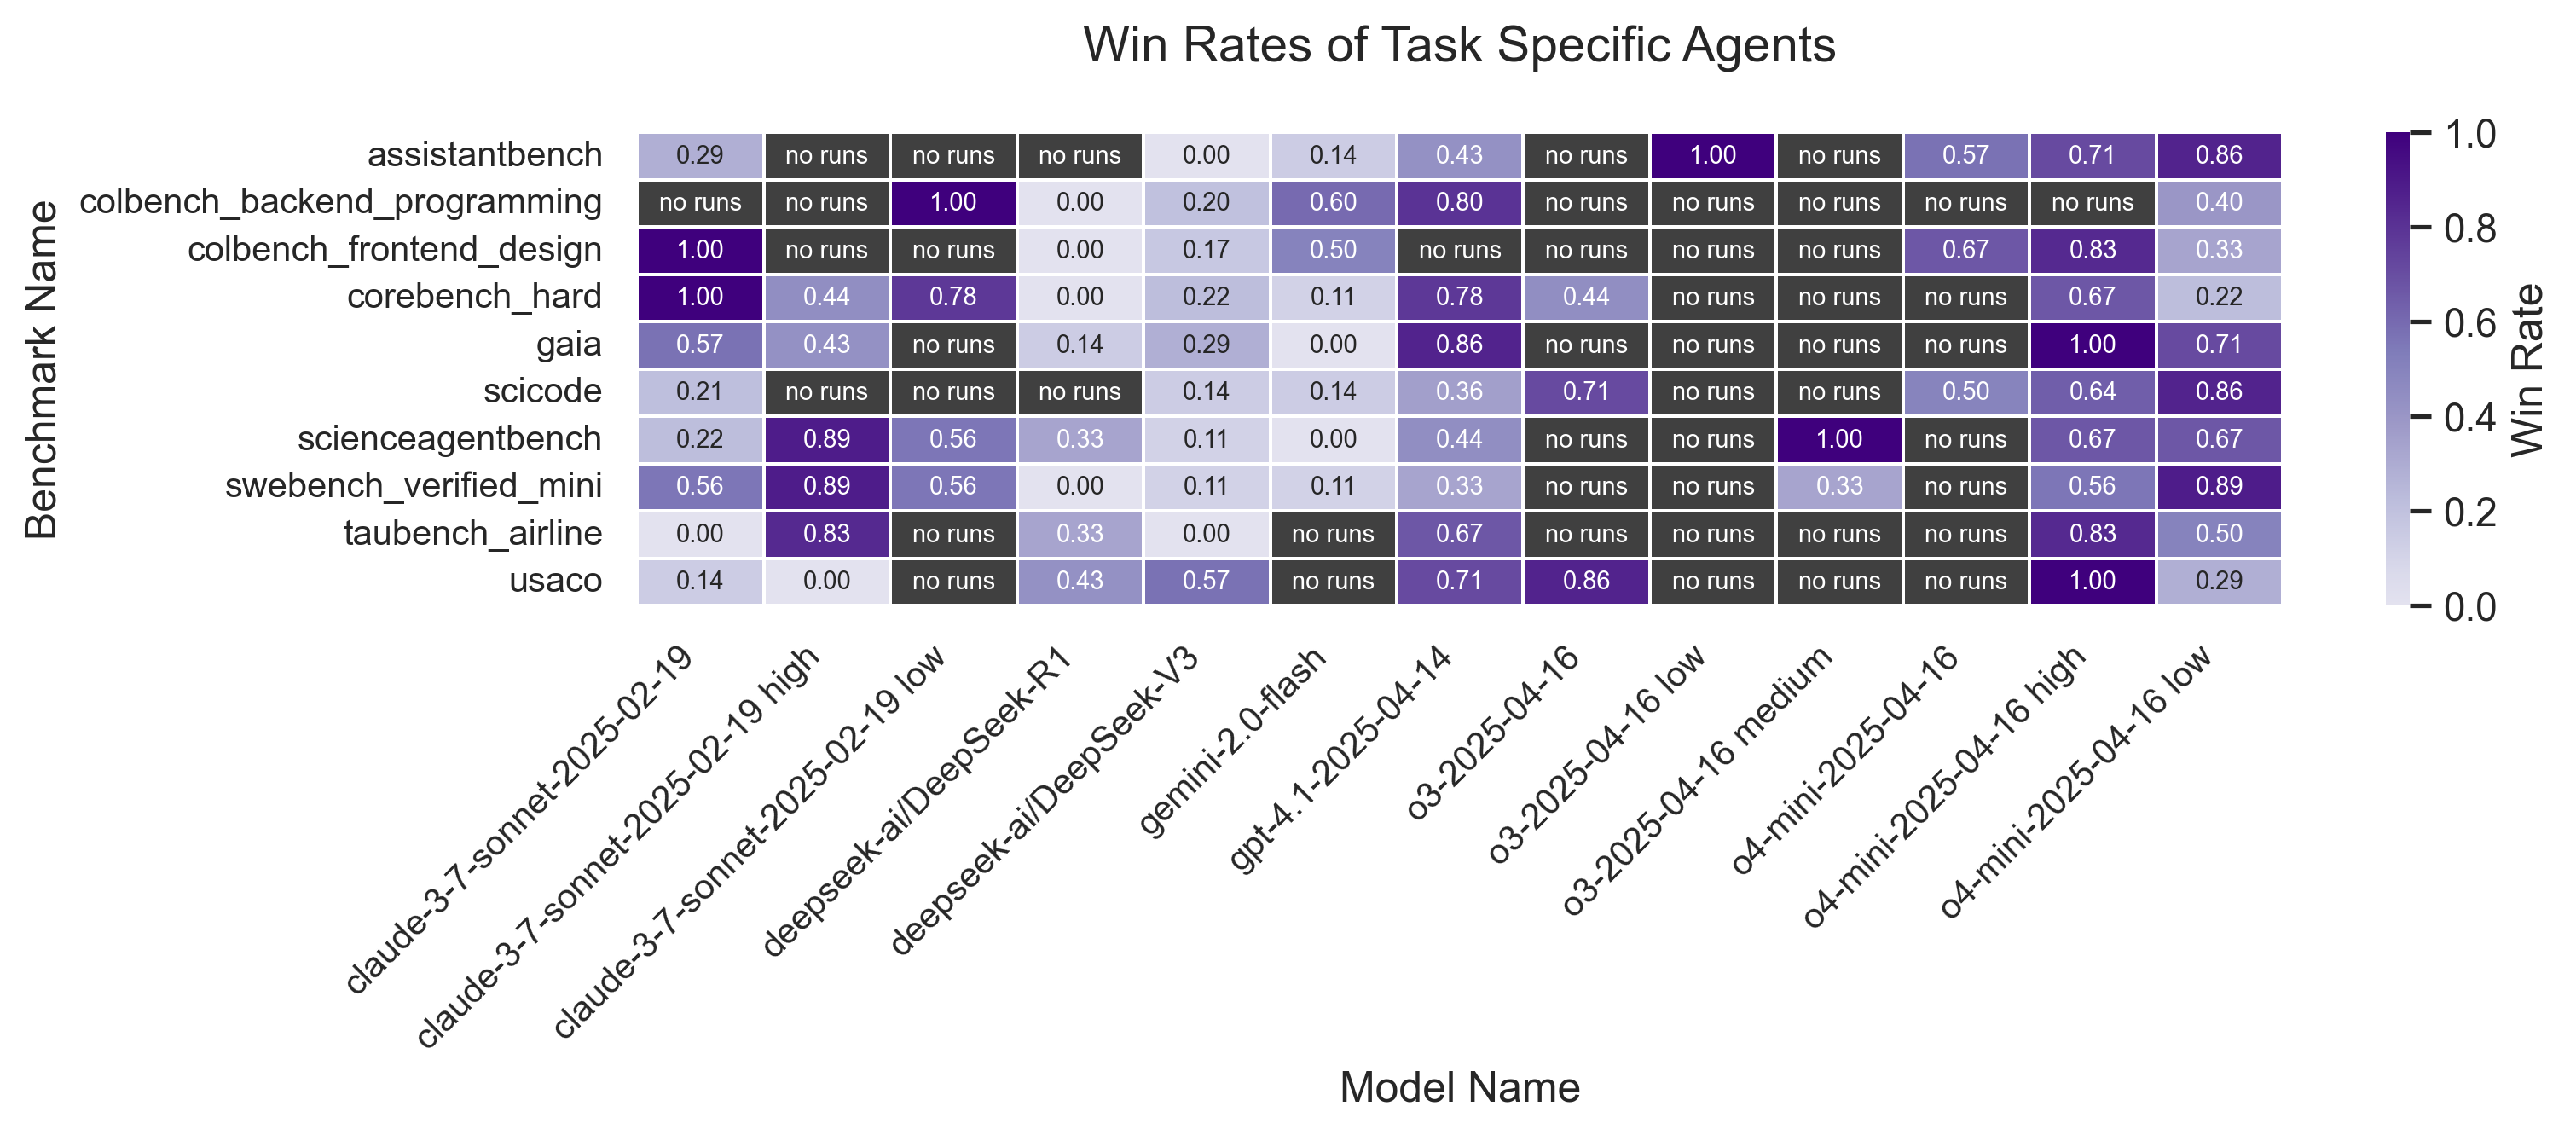 Win Rates of Task Specific Agents
Benchmark Name
assistantbench 0.29 no runs no runs no runs 0.00 0.14 0.43 no runs 1.00 no runs 0.57 0.71 0.86
colbench_backend_programming no runs no runs 1.00 0.00 0.20 0.60 0.80 no runs no runs no runs no runs no runs 0.40
colbench_frontend_design 1.00 no runs no runs 0.00 0.17 0.50 no runs no runs no runs no runs 0.67 0.83 0.33
corebench_hard 1.00 0.44 0.78 0.00 0.22 0.11 0.78 0.44 no runs no runs no runs 0.67 0.22
gaia 0.57 0.43 no runs 0.14 0.29 0.00 0.86 no runs no runs no runs no runs 1.00 0.71
scicode 0.21 no runs no runs no runs 0.14 0.14 0.36 0.71 no runs no runs 0.50 0.64 0.86
scienceagentbench 0.22 0.89 0.56 0.33 0.11 0.00 0.44 no runs no runs 1.00 no runs 0.67 0.67
swebench_verified_mini 0.56 0.89 0.56 0.00 0.11 0.11 0.33 no runs no runs 0.33 no runs 0.56 0.89
taubench_airline 0.00 0.83 no runs 0.33 0.00 no runs 0.67 no runs no runs no runs no runs 0.83 0.50
usaco 0.14 0.00 no runs 0.43 0.57 no runs 0.71 0.86 no runs no runs no runs 1.00 0.29
claude-3-7-sonnet-2025-02-19
claude-3-7-sonnet-2025-02-19 high
claude-3-7-sonnet-2025-02-19 low
deepseek-ai/DeepSeek-R1
deepseek-ai/DeepSeek-V3
gemini-2.0-flash
gpt-4.1-2025-04-14
o3-2025-04-16
o3-2025-04-16 low
o3-2025-04-16 medium
o4-mini-2025-04-16
o4-mini-2025-04-16 high
o4-mini-2025-04-16 low
Model Name
1.0
0.8
0.6
0.4
0.2
0.0
Win Rate